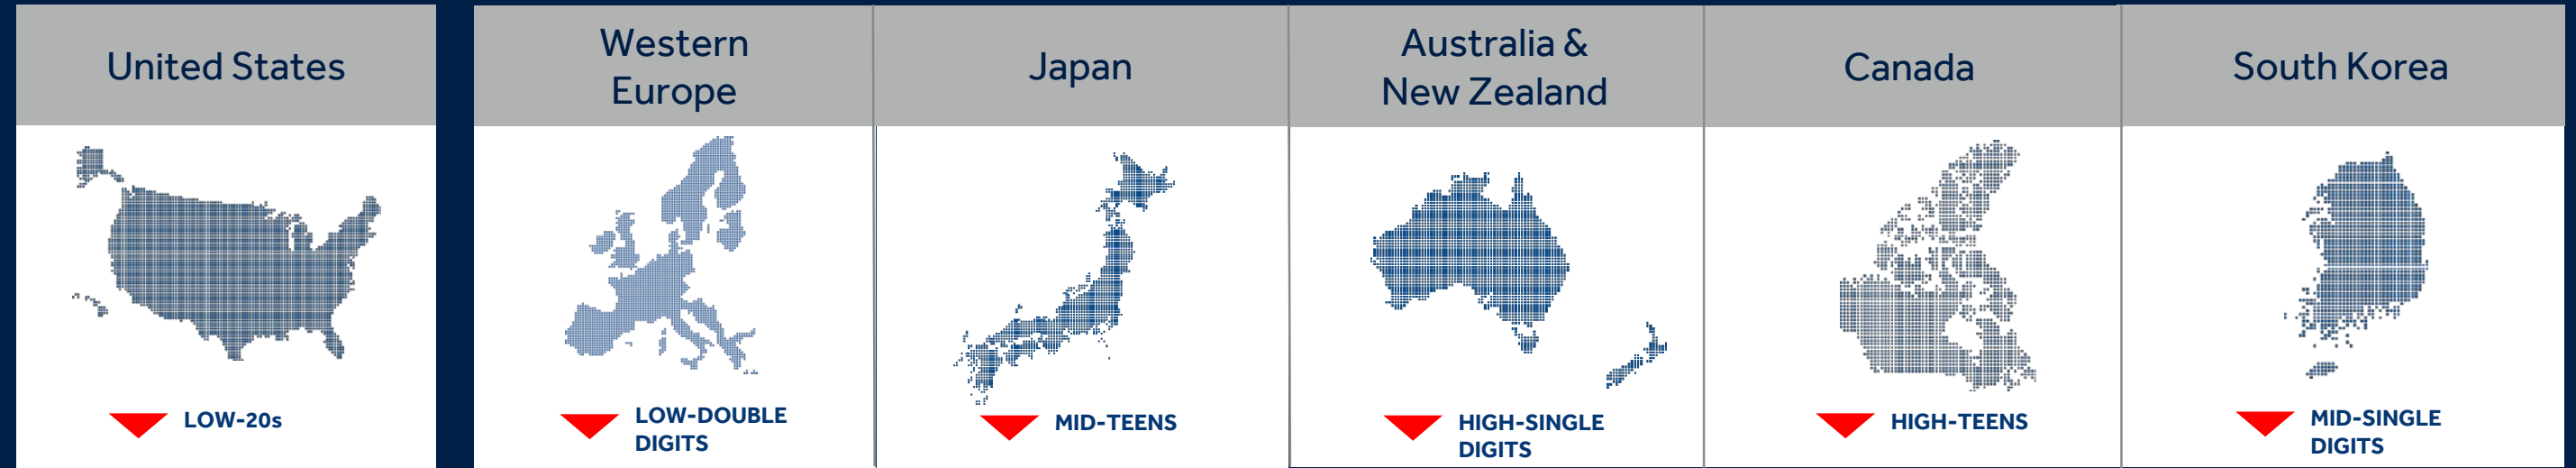 United States
Western
Europe
Japan
Australia &
New Zealand
Canada
South Korea
LOW-20s
LOW-DOUBLE
DIGITS
MID-TEENS
HIGH-SINGLE
DIGITS
HIGH-TEENS
MID-SINGLE
DIGITS